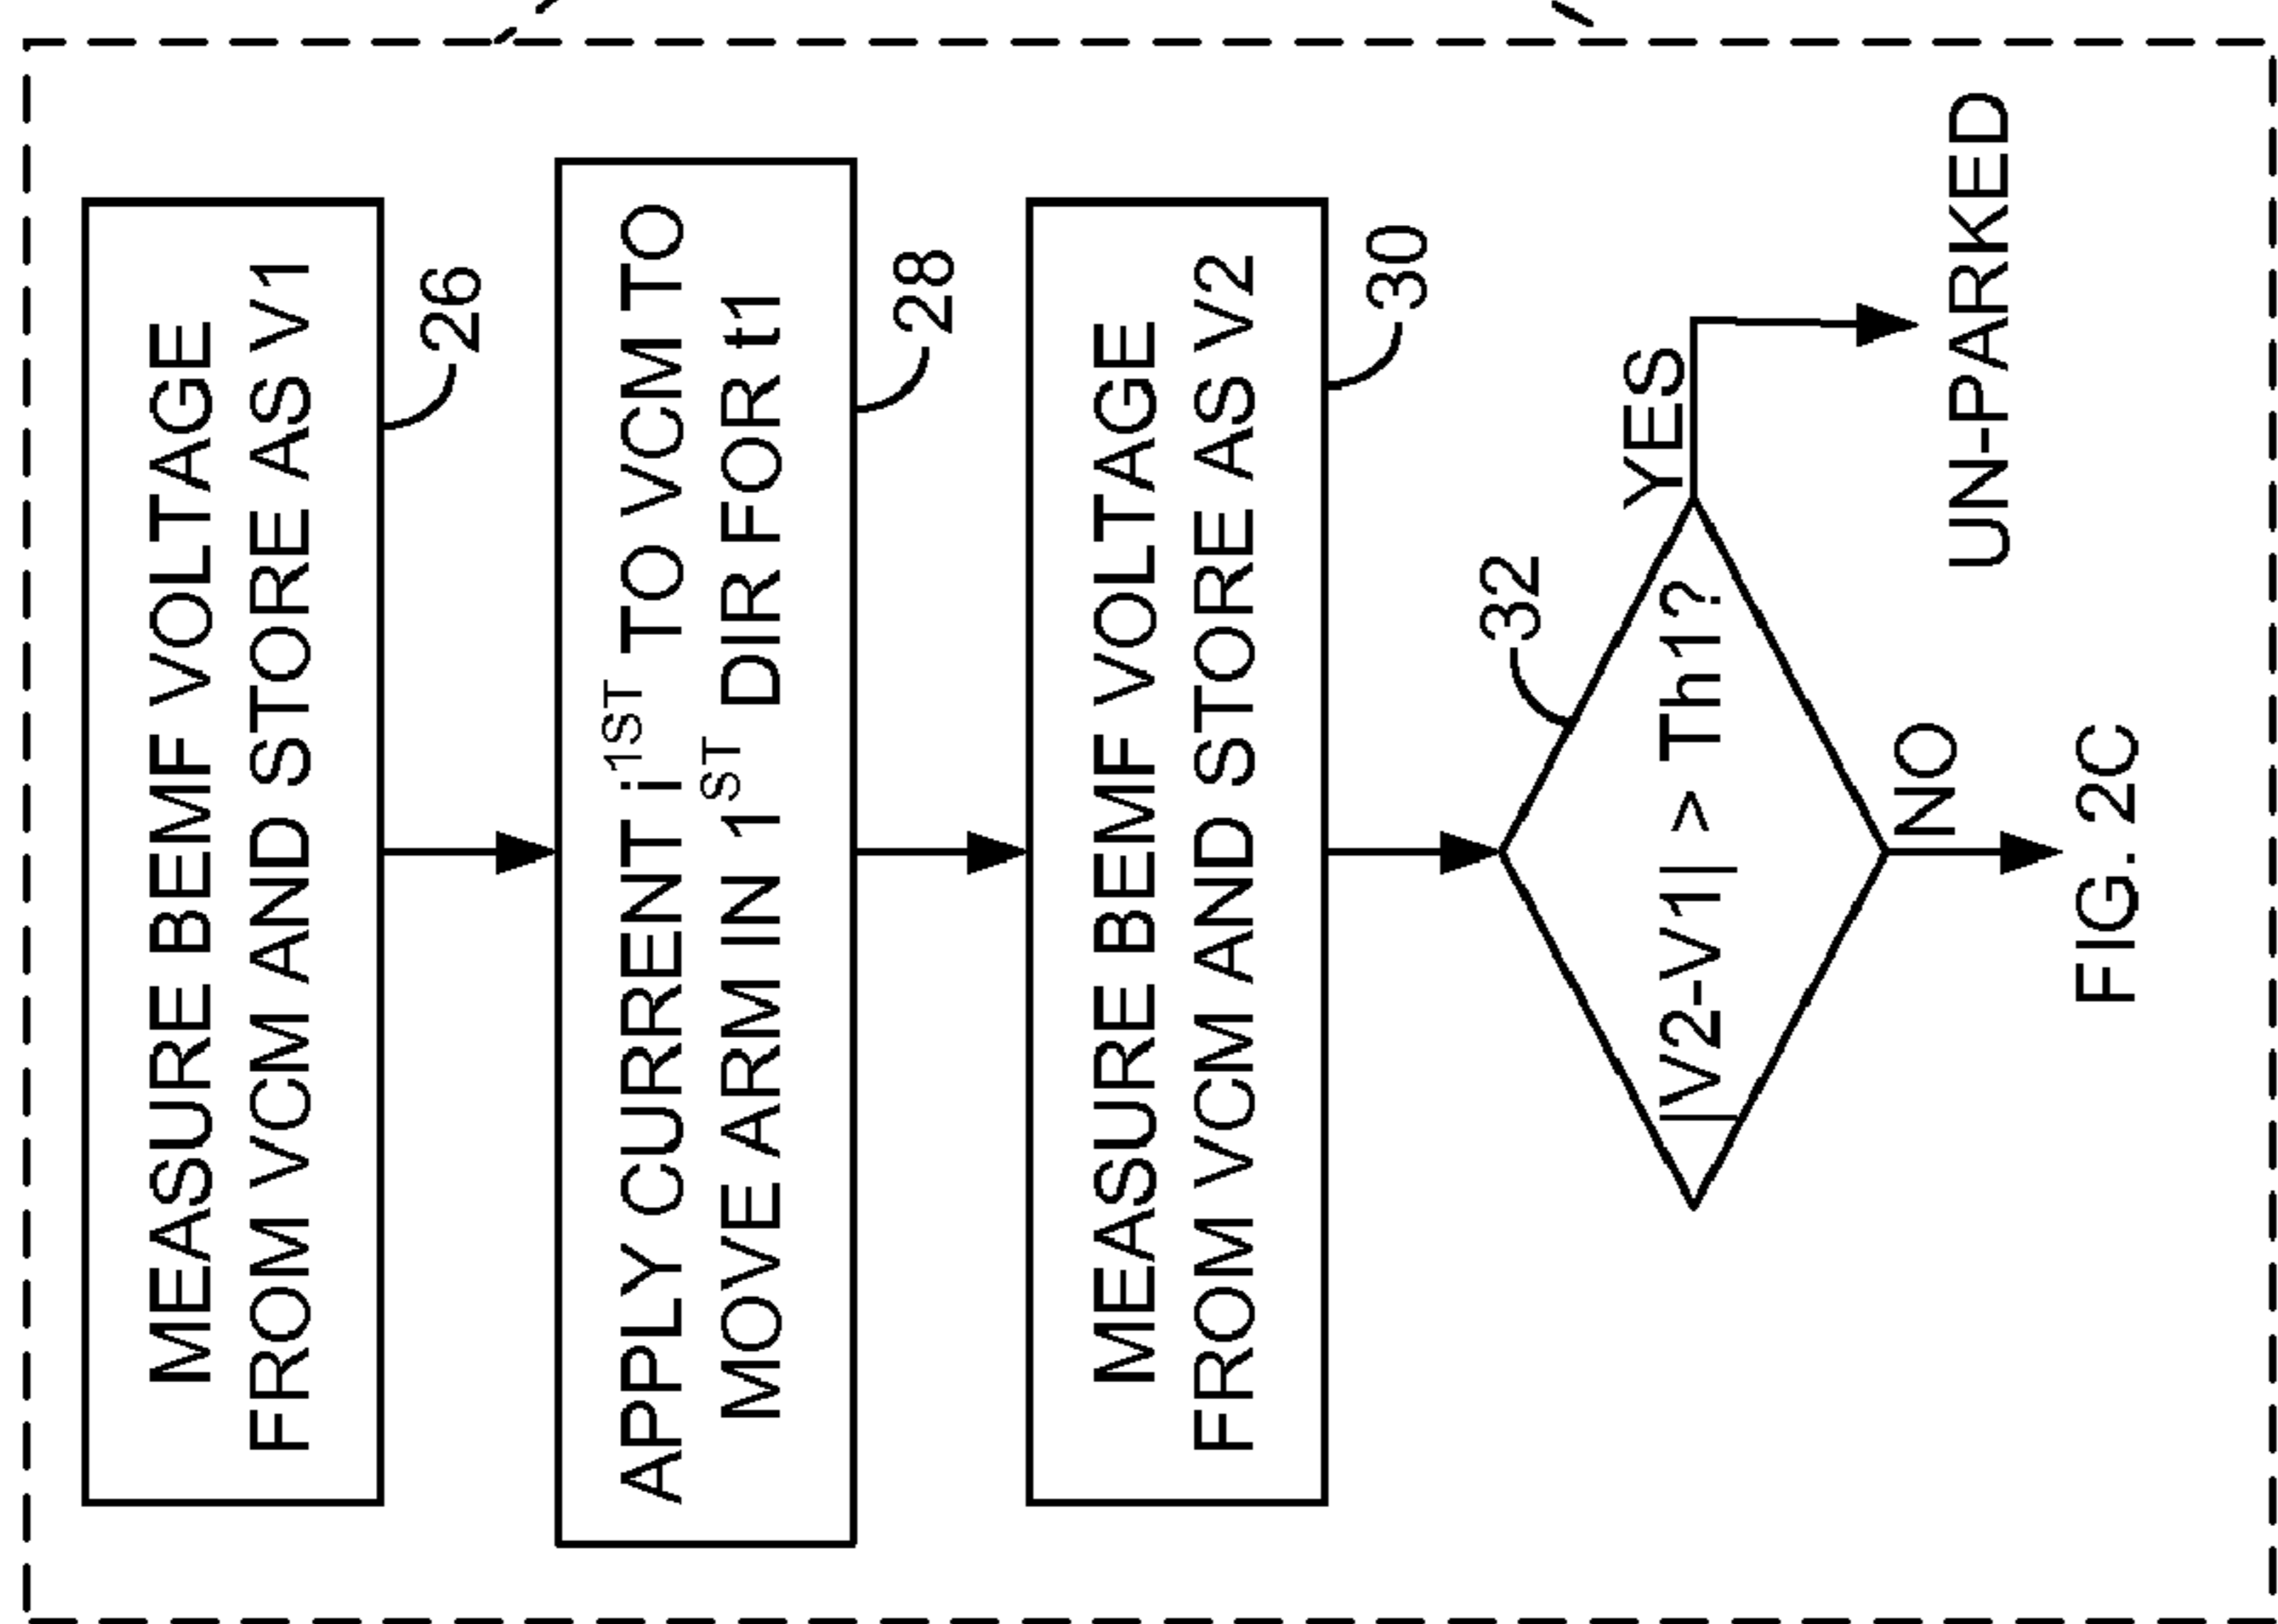 MEASURE BEMF VOLTAGE
FROM VCM AND STORE AS V1
26
APPLY CURRENT i1ST TO VCM TO
MOVE ARM IN 1ST DIR FOR t1
28
MEASURE BEMF VOLTAGE
FROM VCM AND STORE AS V2
30
32
|V2-V1| > Th1?
YES
UN-PARKED
NO
FIG. 2C